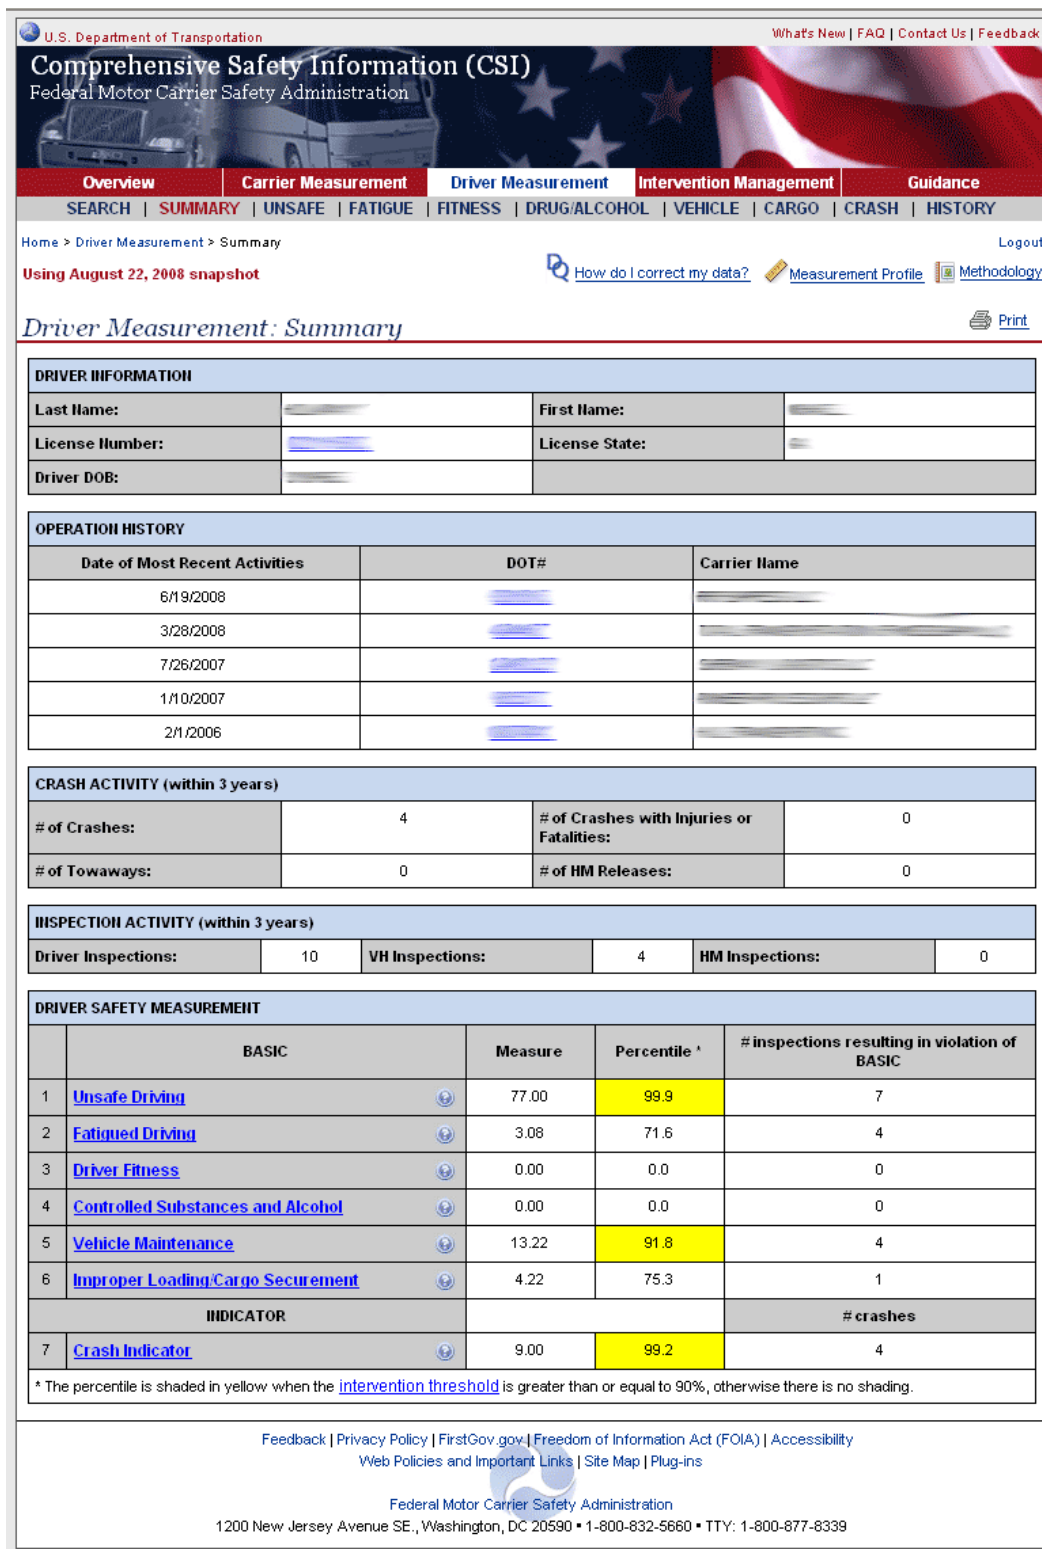 U.S. Department of Transportation
What's New | FAQ | Contact Us | Feedback
Comprehensive Safety Information (CSI)
Federal Motor Carrier Safety Administration
Overview Carrier Measurement Driver Measurement Intervention Management Guidance
SEARCH | SUMMARY | UNSAFE | FATIGUE | FITNESS | DRUG/ALCOHOL | VEHICLE | CARGO | CRASH | HISTORY
Home > Driver Measurement > Summary Logout
Using August 22, 2008 snapshot DQ How do I correct my data? Measurement Profile Methodology
Driver Measurement: Summary Print
DRIVER INFORMATION
Last Name: First Name:
License Number: License State:
Driver DOB:
OPERATION HISTORY
Date of Most Recent Activities DOT# Carrier Name
6/19/2008
3/28/2008
7/26/2007
1/10/2007
2/1/2006
CRASH ACTIVITY (within 3 years)
# of Crashes: 4 # of Crashes with Injuries or Fatalities: 0
# of Towaways: 0 # of HM Releases: 0
INSPECTION ACTIVITY (within 3 years)
Driver Inspections: 10 VH Inspections: 4 HM Inspections: 0
DRIVER SAFETY MEASUREMENT
BASIC Measure Percentile * # inspections resulting in violation of BASIC
1 Unsafe Driving 77.00 99.9 7
2 Fatigued Driving 3.08 71.6 4
3 Driver Fitness 0.00 0.0 0
4 Controlled Substances and Alcohol 0.00 0.0 0
5 Vehicle Maintenance 13.22 91.8 4
6 Improper Loading/Cargo Securement 4.22 75.3 1
INDICATOR # crashes
7 Crash Indicator 9.00 99.2 4
* The percentile is shaded in yellow when the intervention threshold is greater than or equal to 90%, otherwise there is no shading.
Feedback | Privacy Policy | FirstGov.gov | Freedom of Information Act (FOIA) | Accessibility
Web Policies and Important Links | Site Map | Plug-ins
Federal Motor Carrier Safety Administration
1200 New Jersey Avenue SE., Washington, DC 20590 • 1-800-832-5660 • TTY: 1-800-877-8339